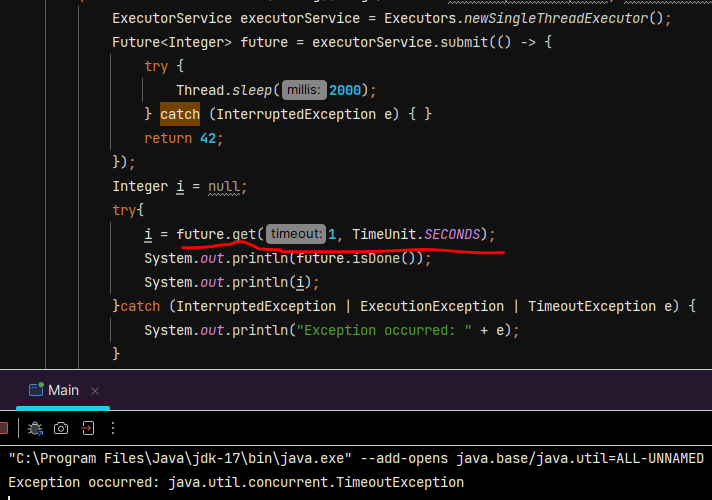 ExecutorService executorService = Executors.newSingleThreadExecutor();
Future<Integer> future = executorService.submit(() -> {
try {
Thread.sleep( millis: 2000);
} catch (InterruptedException e) { }
return 42;
});
Integer i = null;
try{
i = future.get( timeout: 1, TimeUnit.SECONDS);
System.out.println(future.isDone());
System.out.println(i);
}catch (InterruptedException | ExecutionException | TimeoutException e) {
System.out.println("Exception occurred: " + e);
}
Main ×
"C:\Program Files\Java\jdk-17\bin\java.exe" --add-opens java.base/java.util=ALL-UNNAMED
Exception occurred: java.util.concurrent.TimeoutException